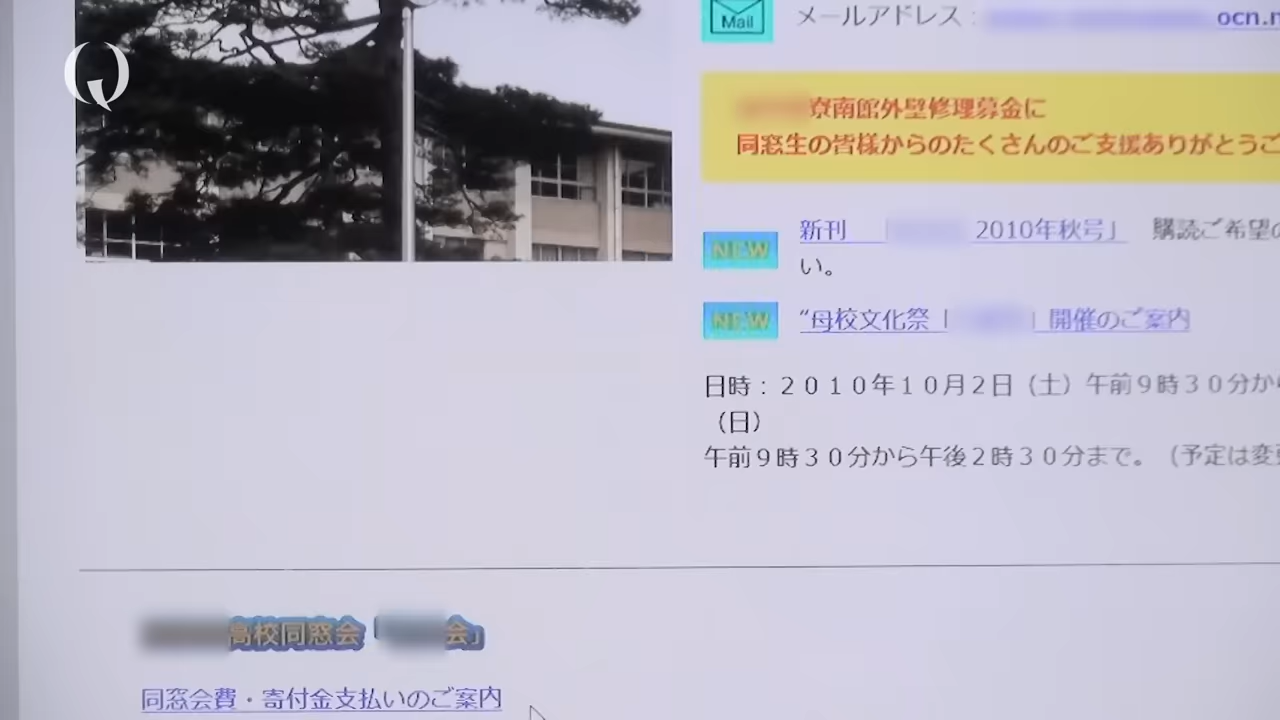 Q
Mail
メールアドレス：
ocn.n
寮南館外壁修理募金に
同窓生の皆様からのたくさんのご支援ありがとうご
NEW
新刊
2010年秋号」 購読ご希望の
い。
NEW
“母校文化祭「 」開催のご案内
日時：２０１０年１０月２日（土）午前９時３０分から
（日）
午前９時３０分から午後２時３０分まで。（予定は変更
高校同窓会「 会」
同窓会費・寄付金支払いのご案内